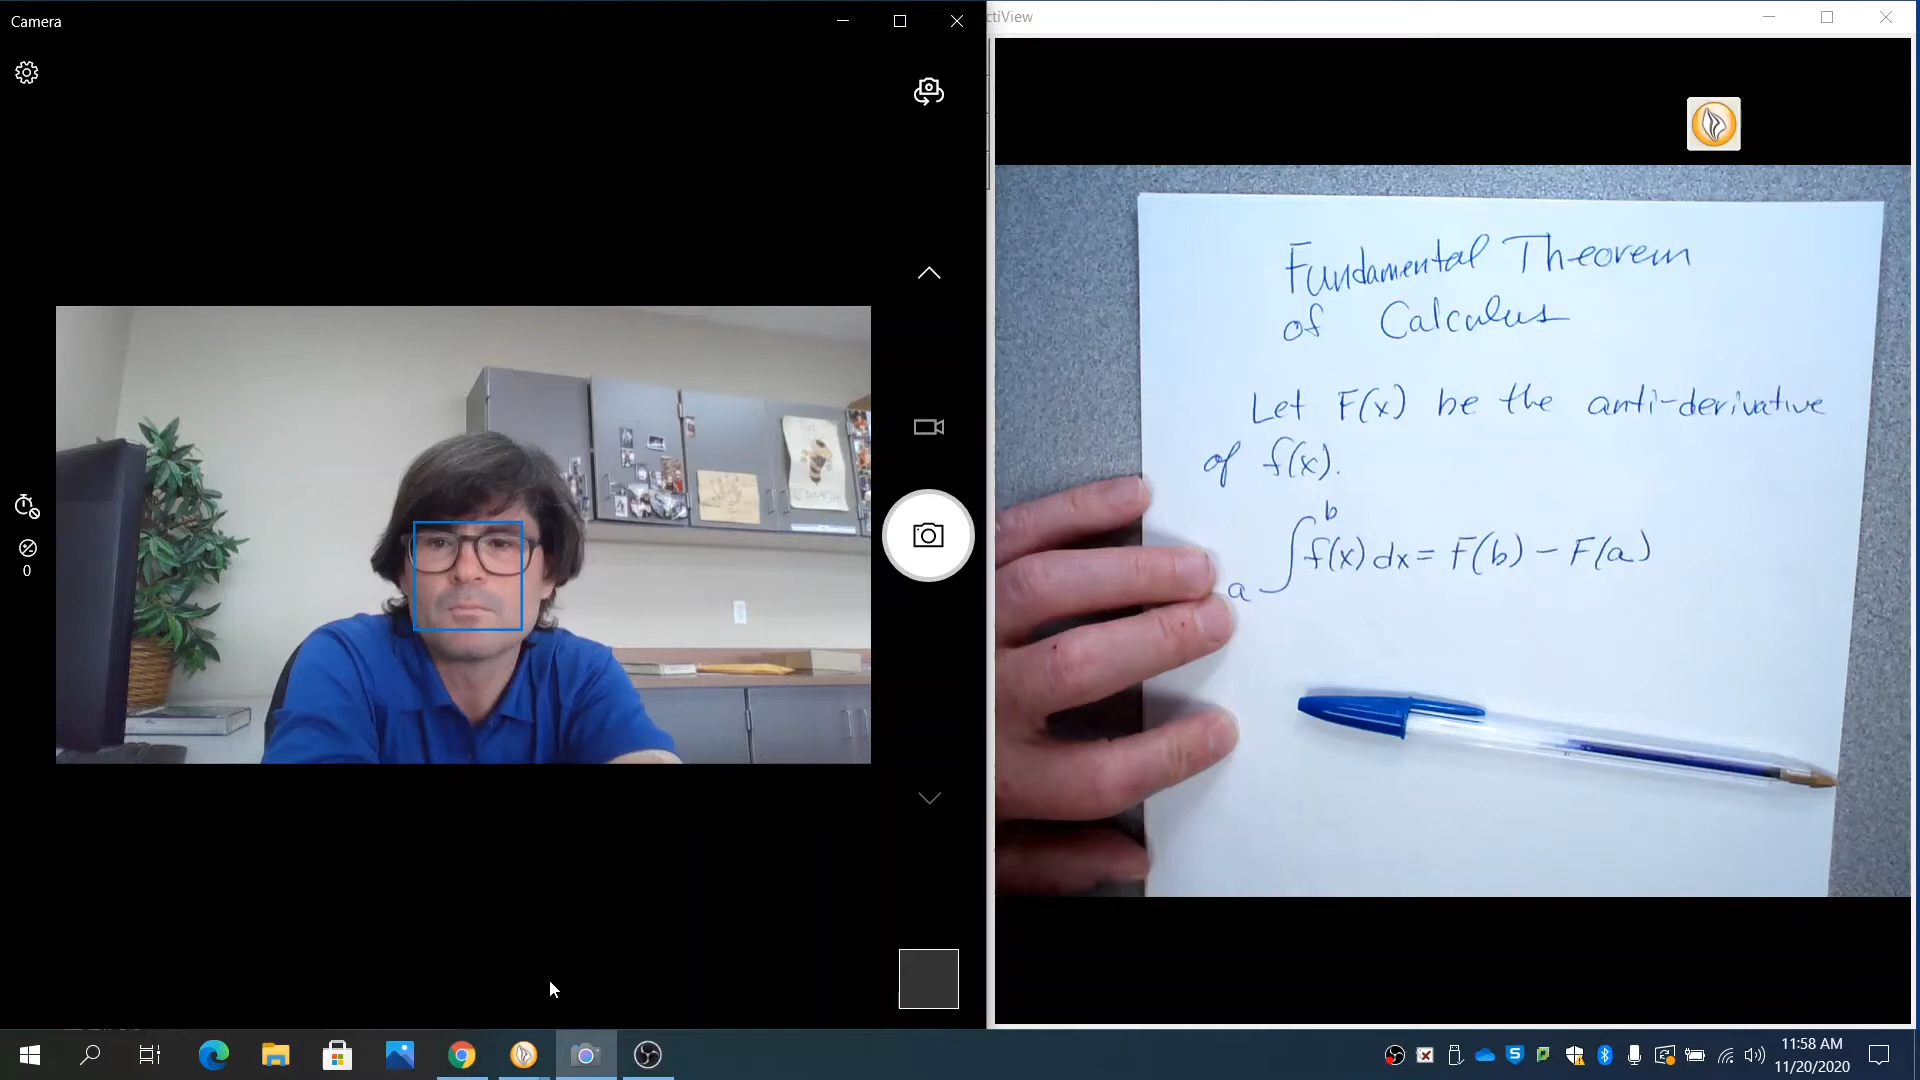 Camera
ctiView
0
Fundamental Theorem
of Calculus
Let F(x) be the anti-derivative
of f(x).
b
∫f(x) dx = F(b) - F(a)
a
11:58 AM
11/20/2020